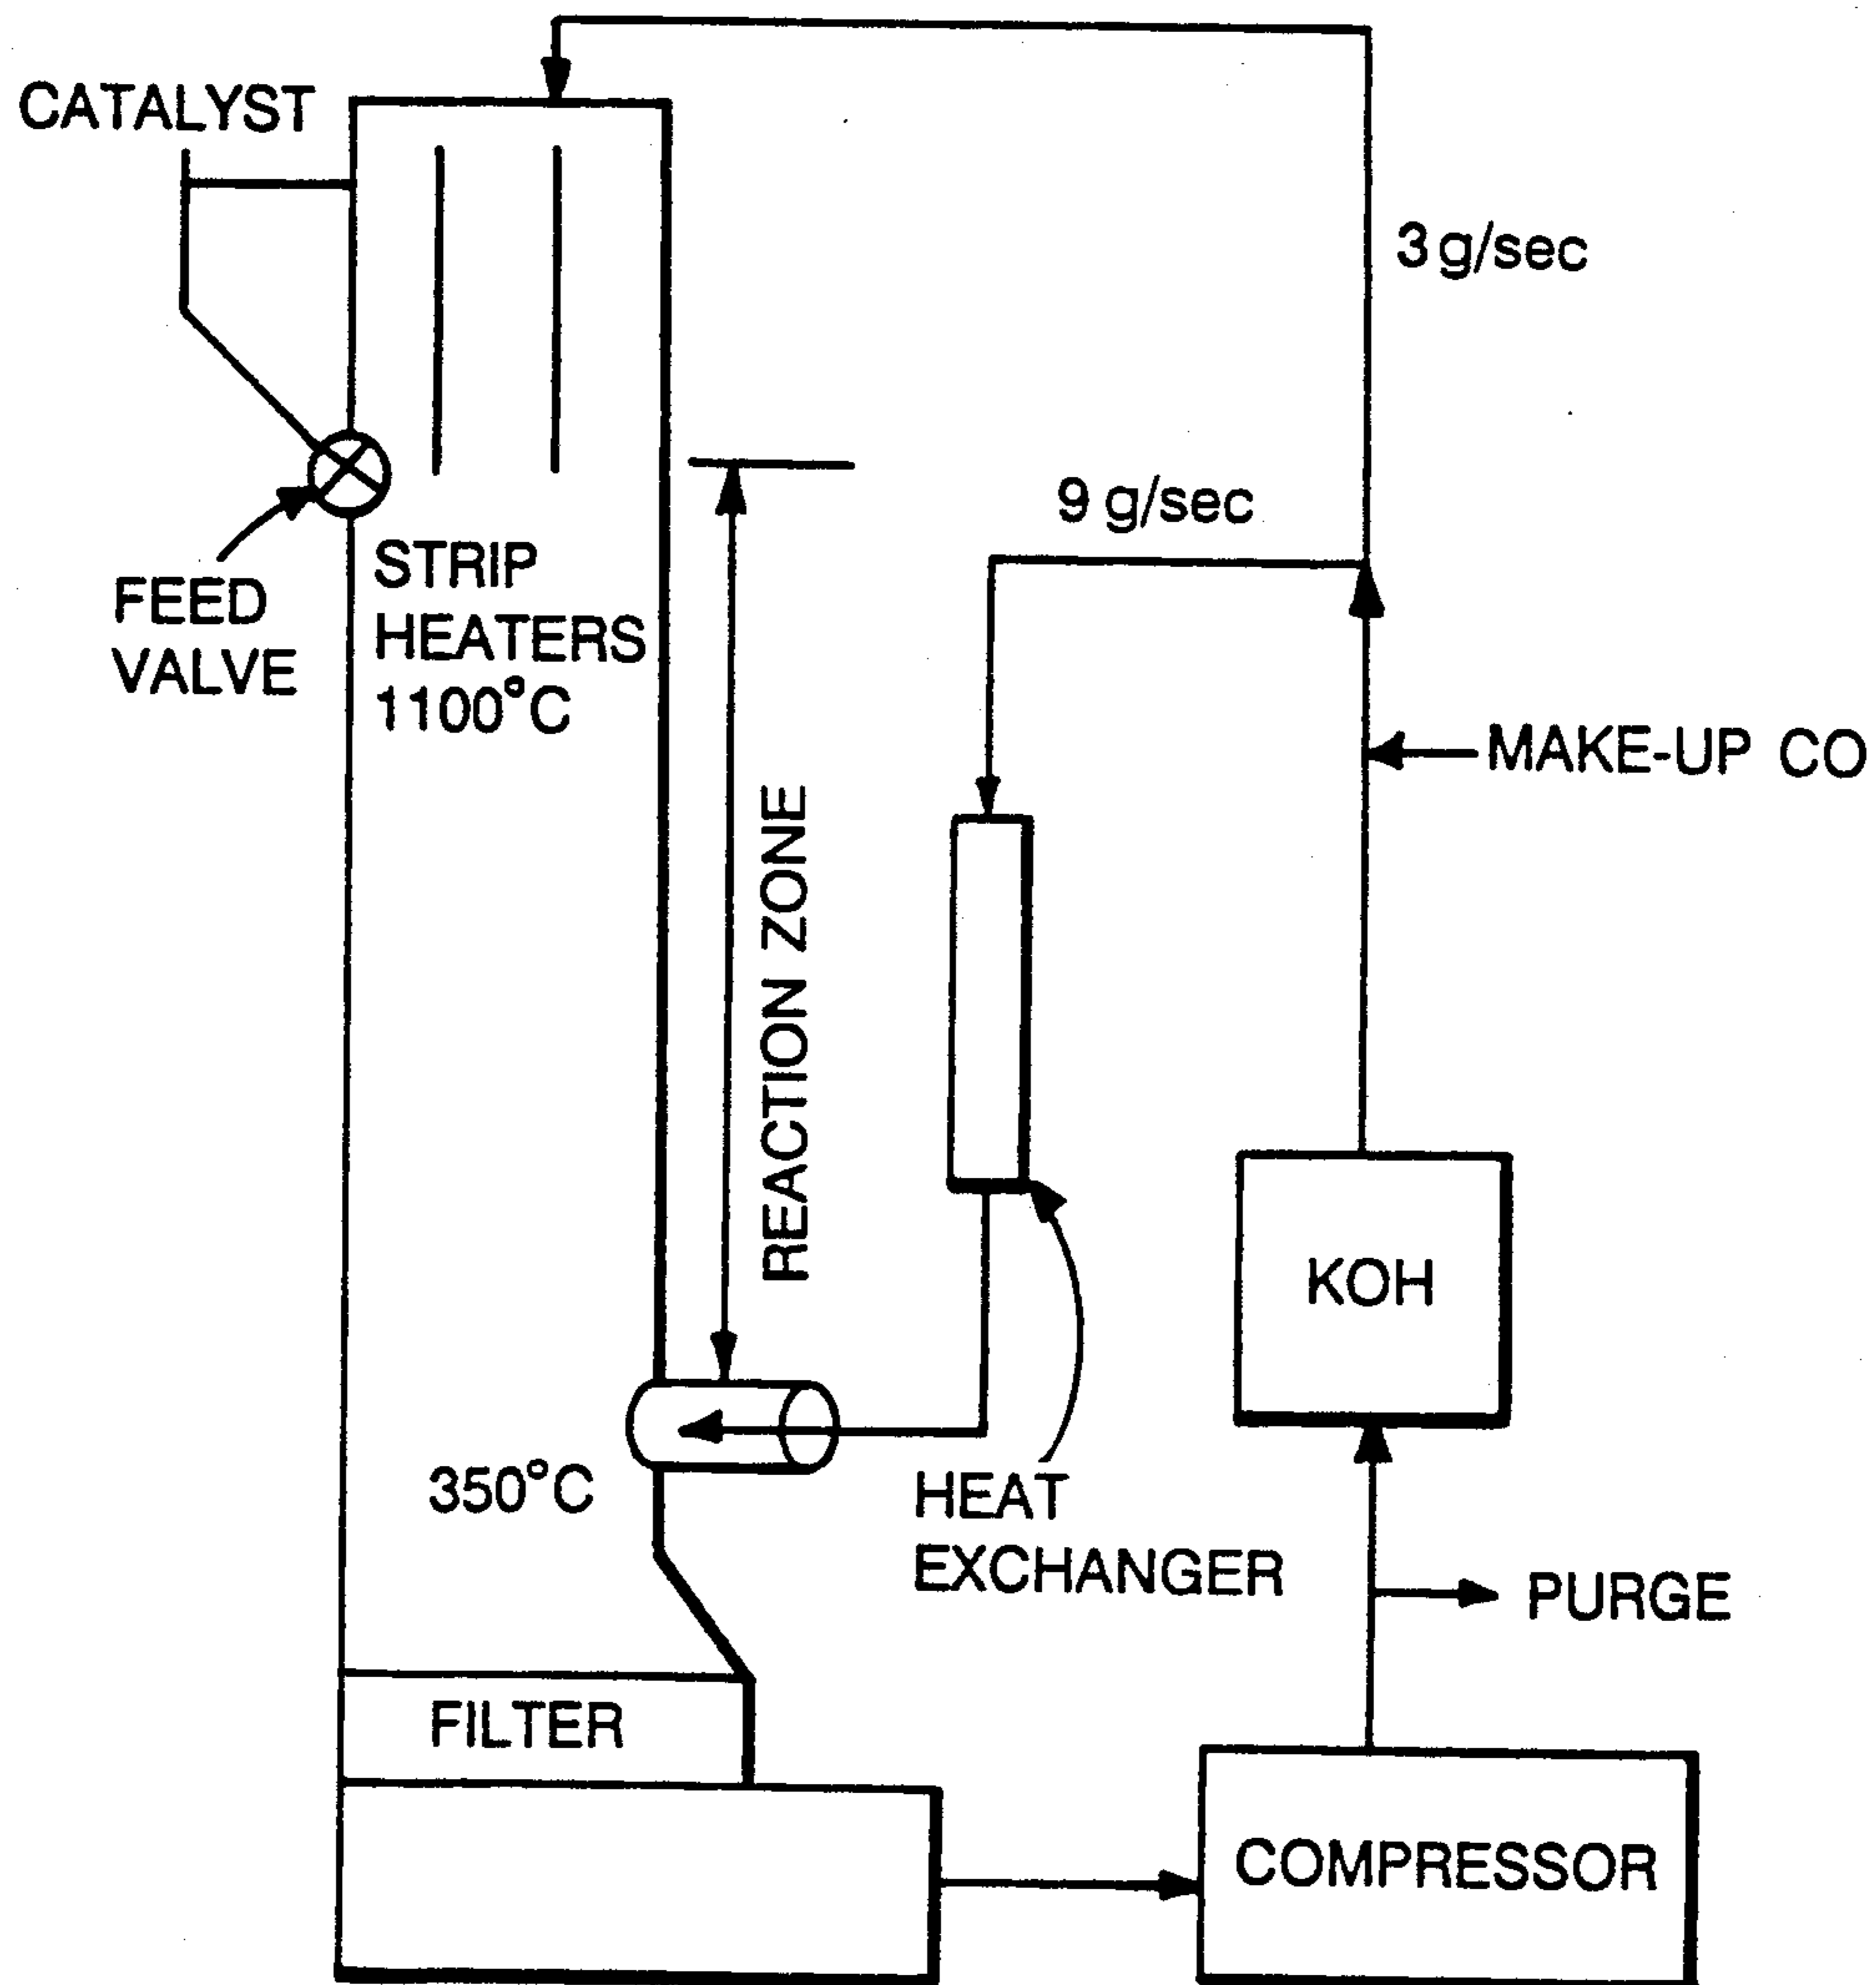 CATALYST
3 g/sec
9 g/sec
FEED
VALVE
STRIP
HEATERS
1100°C
MAKE-UP CO
REACTION ZONE
KOH
350°C
HEAT
EXCHANGER
PURGE
FILTER
COMPRESSOR